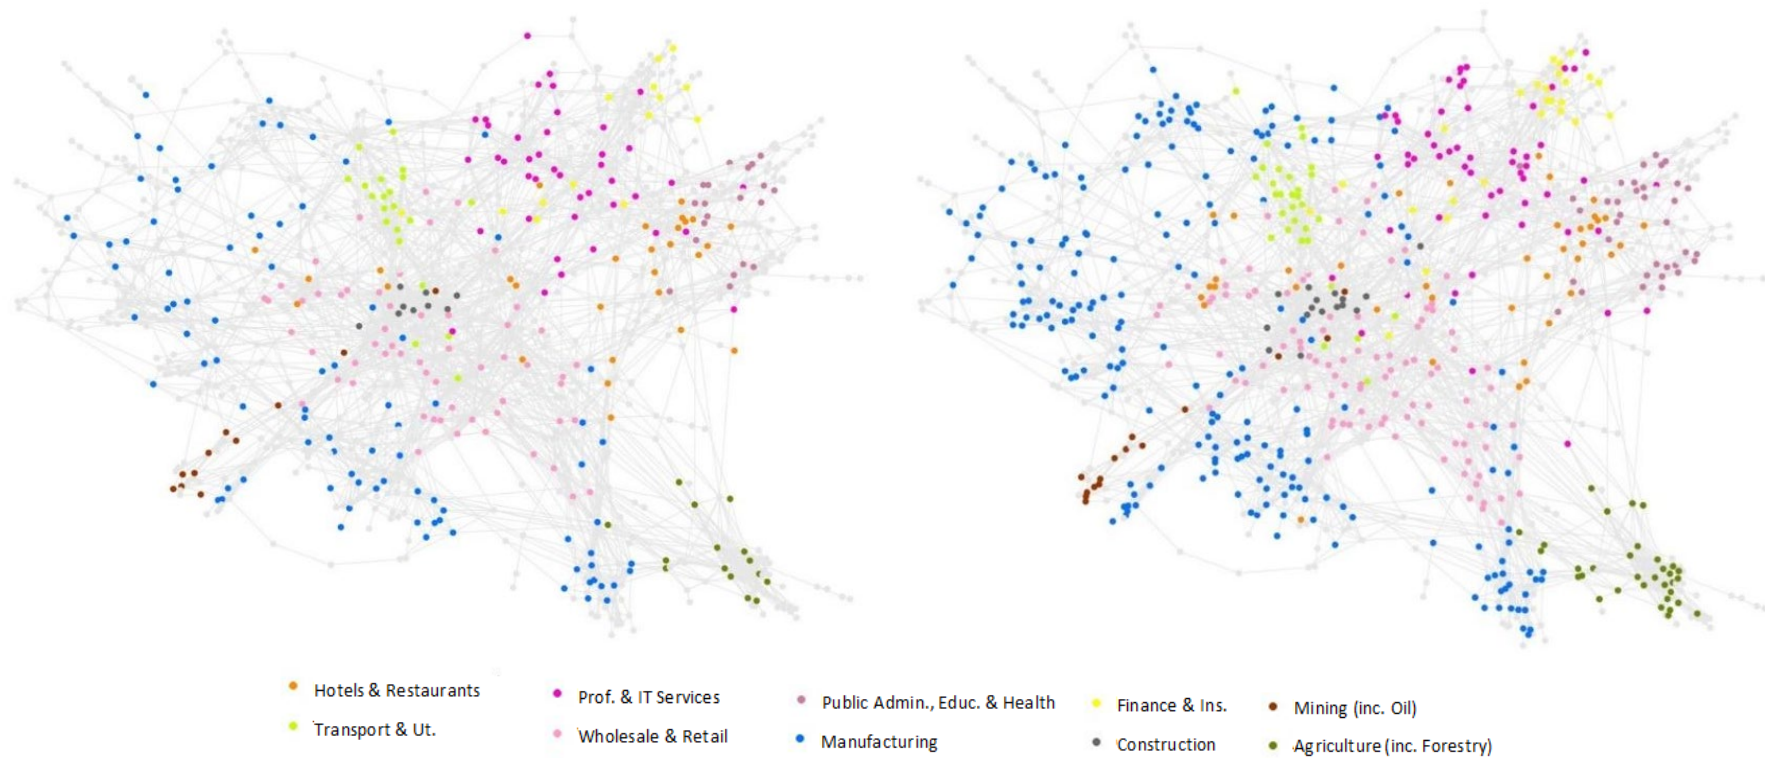 Hotels & Restaurants
Prof. & IT Services
Public Admin., Educ. & Health
Finance & Ins.
Mining (inc. Oil)
Transport & Ut.
Wholesale & Retail
Manufacturing
Construction
Agriculture (inc. Forestry)